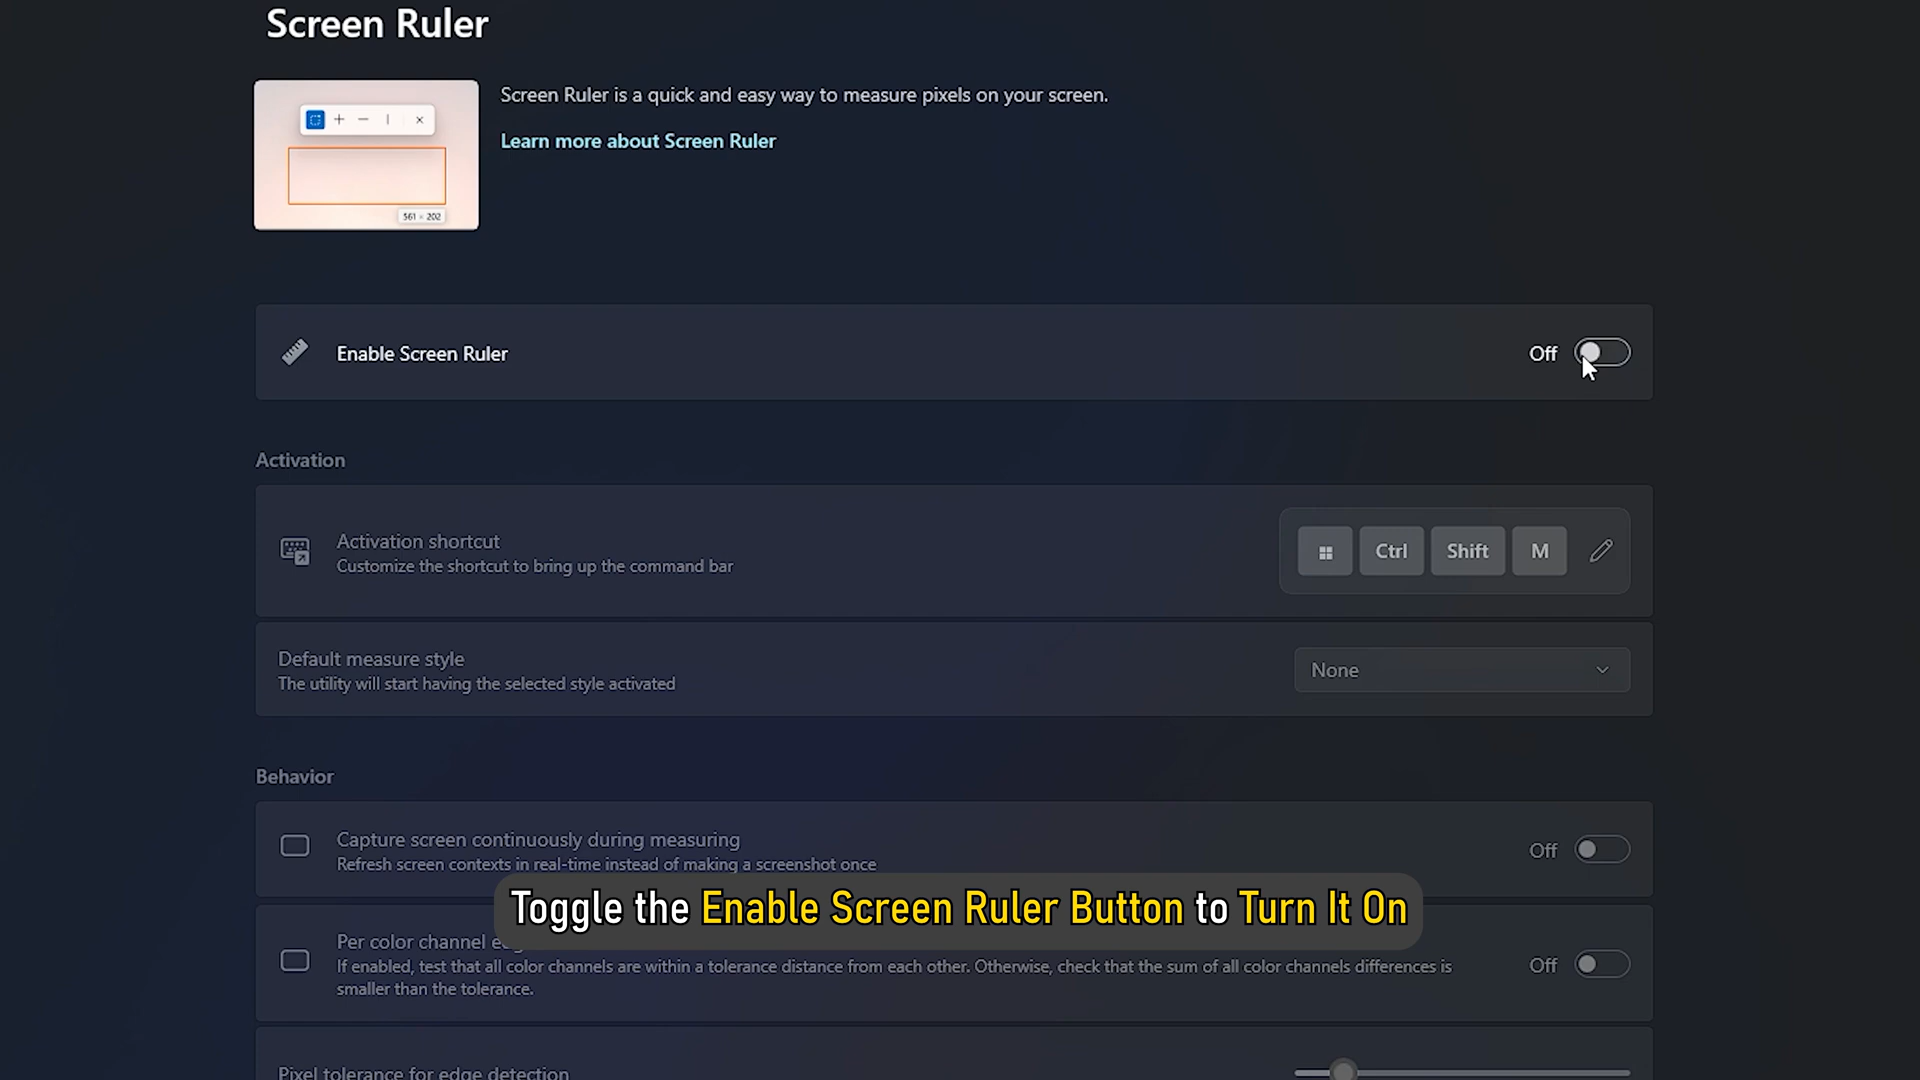 Screen Ruler
Screen Ruler is a quick and easy way to measure pixels on your screen.
Learn more about Screen Ruler
561 × 202
Enable Screen Ruler
Off
Activation
Activation shortcut
Customize the shortcut to bring up the command bar
Ctrl Shift M
Default measure style
The utility will start having the selected style activated
None
Behavior
Capture screen continuously during measuring
Refresh screen contexts in real-time instead of making a screenshot once
Off
Toggle the Enable Screen Ruler Button to Turn It On
Per color channel
If enabled, test that all color channels are within a tolerance distance from each other. Otherwise, check that the sum of all color channels differences is
smaller than the tolerance.
Off
Pixel tolerance for edge detection